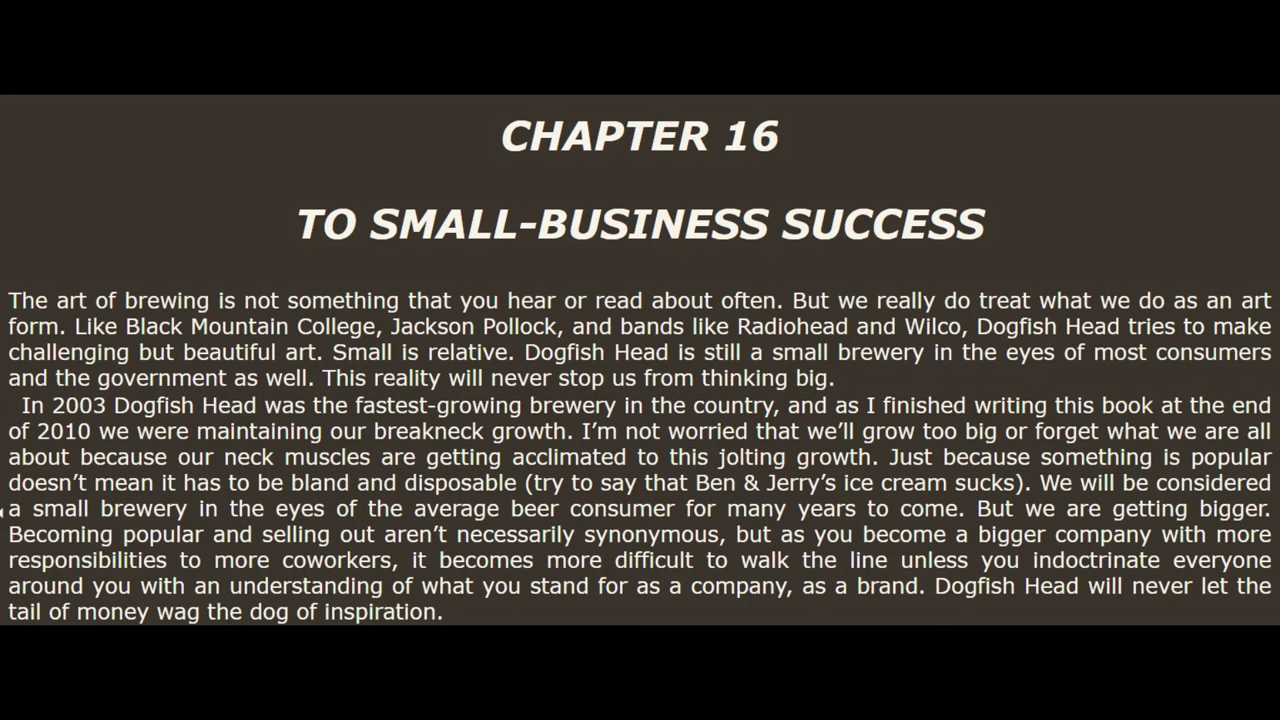 CHAPTER 16
TO SMALL-BUSINESS SUCCESS
The art of brewing is not something that you hear or read about often. But we really do treat what we do as an art
form. Like Black Mountain College, Jackson Pollock, and bands like Radiohead and Wilco, Dogfish Head tries to make
challenging but beautiful art. Small is relative. Dogfish Head is still a small brewery in the eyes of most consumers
and the government as well. This reality will never stop us from thinking big.
In 2003 Dogfish Head was the fastest-growing brewery in the country, and as I finished writing this book at the end
of 2010 we were maintaining our breakneck growth. I’m not worried that we’ll grow too big or forget what we are all
about because our neck muscles are getting acclimated to this jolting growth. Just because something is popular
doesn’t mean it has to be bland and disposable (try to say that Ben & Jerry’s ice cream sucks). We will be considered
a small brewery in the eyes of the average beer consumer for many years to come. But we are getting bigger.
Becoming popular and selling out aren’t necessarily synonymous, but as you become a bigger company with more
responsibilities to more coworkers, it becomes more difficult to walk the line unless you indoctrinate everyone
around you with an understanding of what you stand for as a company, as a brand. Dogfish Head will never let the
tail of money wag the dog of inspiration.